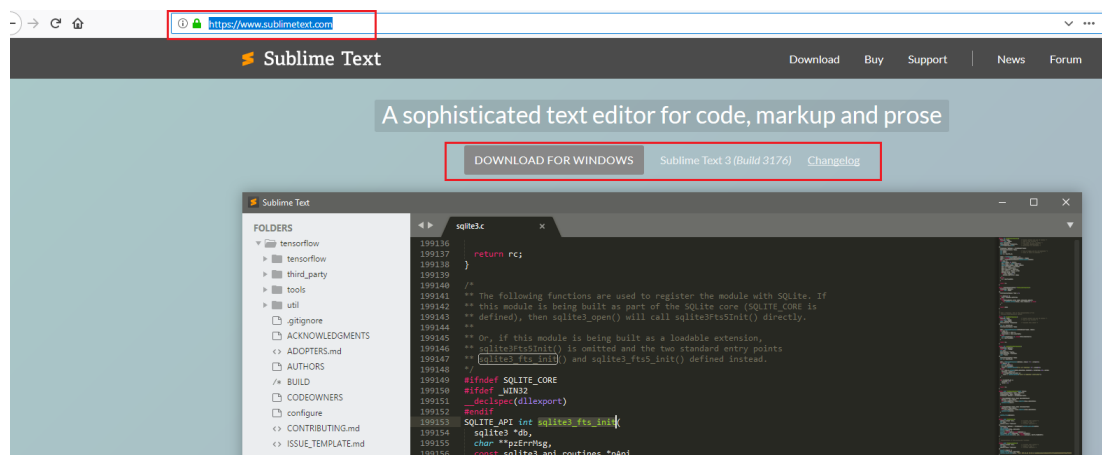 https://www.sublimetext.com
Sublime Text
Download Buy Support News Forum
A sophisticated text editor for code, markup and prose
DOWNLOAD FOR WINDOWS Sublime Text 3 (Build 3176) Changelog
Sublime Text
FOLDERS
tensorflow
tensorflow
third_party
tools
util
.gitignore
ACKNOWLEDGMENTS
<> ADOPTERS.md
AUTHORS
/* BUILD
CODEOWNERS
configure
<> CONTRIBUTING.md
<> ISSUE_TEMPLATE.md
sqlite3.c
199136
199137 return rc;
199138 }
199139
199140 /*
199141 ** The following functions are used to register the module with SQLite. If
199142 ** this module is being built as part of the SQLite core (SQLITE_CORE is
199143 ** defined), then sqlite3_open() will call sqlite3Fts5Init() directly.
199144 **
199145 ** Or, if this module is being built as a loadable extension,
199146 ** sqlite3Fts5Init() is omitted and the two standard entry points
199147 ** sqlite3_fts_init() and sqlite3_fts5_init() defined instead.
199148 */
199149 #ifndef SQLITE_CORE
199150 #ifdef _WIN32
199151 __declspec(dllexport)
199152 #endif
199153 SQLITE_API int sqlite3_fts_init(
199154 sqlite3 *db,
199155 char **pzErrMsg,
199156 const sqlite3_api_routines *pApi